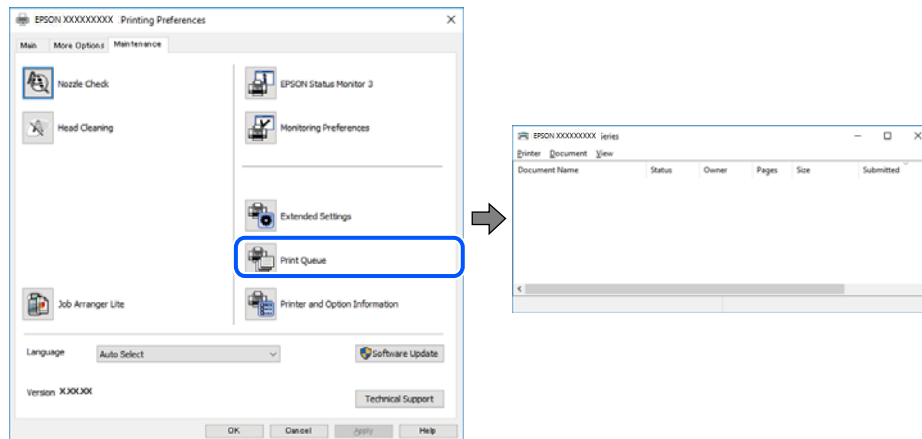 EPSON XXXXXXXXX Printing Preferences
Main More Options Maintenance
Nozzle Check
EPSON Status Monitor 3
Head Cleaning
Monitoring Preferences
Extended Settings
Print Queue
Job Arranger Lite
Printer and Option Information
Language Auto Select
Software Update
Version X.XX.XX
Technical Support
OK Cancel Apply Help
EPSON XXXXXXXXX ieries
Printer Document View
Document Name Status Owner Pages Size Submitted